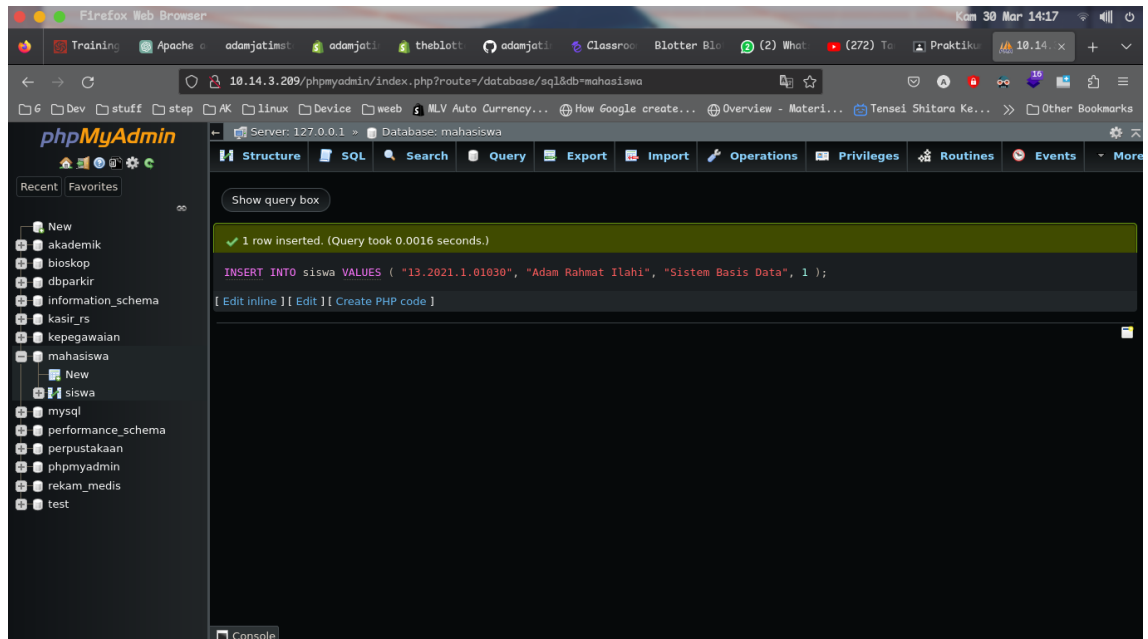 Firefox Web Browser
Kam 30 Mar 14:17
Training Apache adamjatimst adamjati theblott adamjati Classroo Blotter Blo (2) What (272) To Praktiku 10.14.
10.14.3.209/phpmyadmin/index.php?route=/database/sql&db=mahasiswa
16
G Dev stuff step AK linux Device weeb MLV Auto Currency... How Google create... Overview - Materi... Tensei Shitara Ke... Other Bookmarks
phpMyAdmin
Recent Favorites
New
akademik
bioskop
dbparkir
information_schema
kasir_rs
kepegawaian
mahasiswa
New
siswa
mysql
performance_schema
perpustakaan
phpmyadmin
rekam_medis
test
Server: 127.0.0.1 » Database: mahasiswa
Structure SQL Search Query Export Import Operations Privileges Routines Events More
Show query box
1 row inserted. (Query took 0.0016 seconds.)
INSERT INTO siswa VALUES ( "13.2021.1.01030", "Adam Rahmat Ilahi", "Sistem Basis Data", 1 );
[ Edit inline ] [ Edit ] [ Create PHP code ]
Console